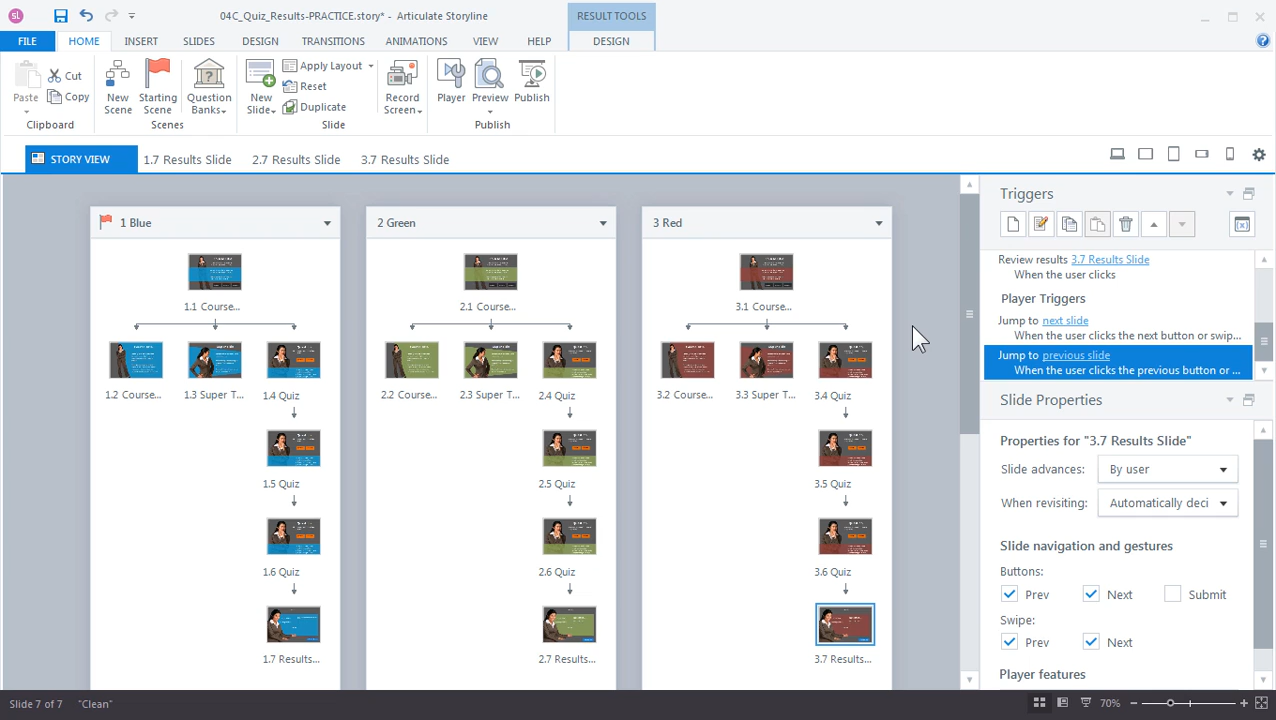 sl
04C_Quiz_Results-PRACTICE.story* - Articulate Storyline
RESULT TOOLS
FILE HOME INSERT SLIDES DESIGN TRANSITIONS ANIMATIONS VIEW HELP DESIGN
Paste
Cut
Copy
Clipboard
New Scene
Starting Scene
Question Banks
Scenes
New Slide
Apply Layout
Reset
Duplicate
Slide
Record Screen
Player
Preview
Publish
Publish
STORY VIEW 1.7 Results Slide 2.7 Results Slide 3.7 Results Slide
1 Blue
1.1 Course...
1.2 Course... 1.3 Super T... 1.4 Quiz
1.5 Quiz
1.6 Quiz
1.7 Results...
2 Green
2.1 Course...
2.2 Course... 2.3 Super T... 2.4 Quiz
2.5 Quiz
2.6 Quiz
2.7 Results...
3 Red
3.1 Course...
3.2 Course... 3.3 Super T... 3.4 Quiz
3.5 Quiz
3.6 Quiz
3.7 Results...
Triggers
Review results 3.7 Results Slide
When the user clicks
Player Triggers
Jump to next slide
When the user clicks the next button or swip...
Jump to previous slide
When the user clicks the previous button or ...
Slide Properties
Properties for "3.7 Results Slide"
Slide advances: By user
When revisiting: Automatically deci
Slide navigation and gestures
Buttons:
Prev Next Submit
Swipe:
Prev Next
Player features
Slide 7 of 7 "Clean" 70%